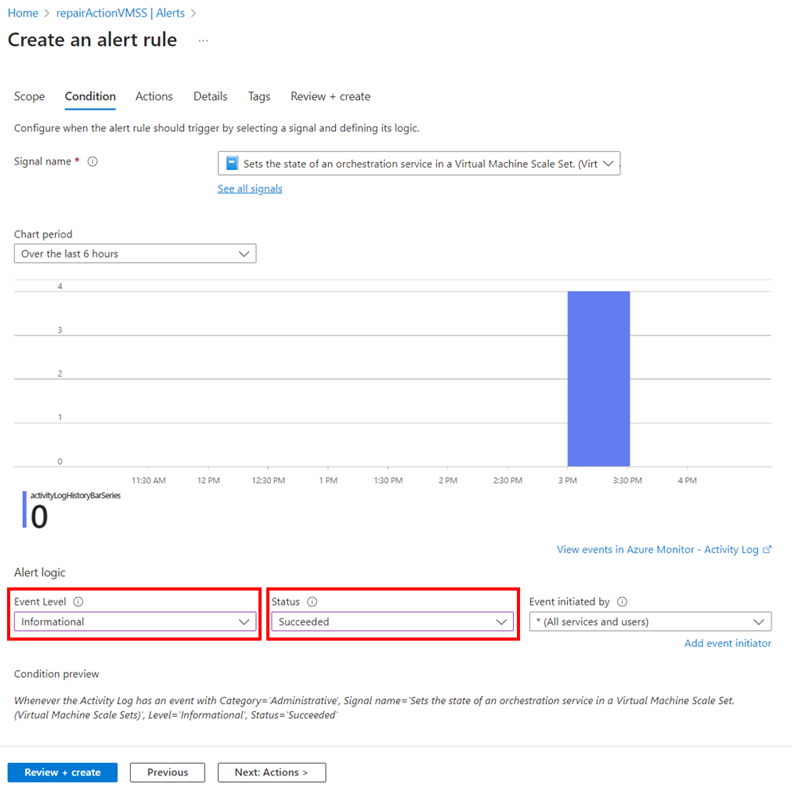 Home > repairActionVMSS | Alerts >
Create an alert rule ...
Scope Condition Actions Details Tags Review + create
Configure when the alert rule should trigger by selecting a signal and defining its logic.
Signal name * Sets the state of an orchestration service in a Virtual Machine Scale Set. (Virt
See all signals
Chart period
Over the last 6 hours
4
3
2
1
0
11:30 AM 12 PM 12:30 PM 1 PM 1:30 PM 2 PM 2:30 PM 3 PM 3:30 PM 4 PM
activityLogHistoryBarSeries
0
View events in Azure Monitor - Activity Log
Alert logic
Event Level Status Event initiated by
Informational Succeeded * (All services and users)
Add event initiator
Condition preview
Whenever the Activity Log has an event with Category='Administrative', Signal name='Sets the state of an orchestration service in a Virtual Machine Scale Set.
(Virtual Machine Scale Sets)', Level='Informational', Status='Succeeded'
Review + create Previous Next: Actions >